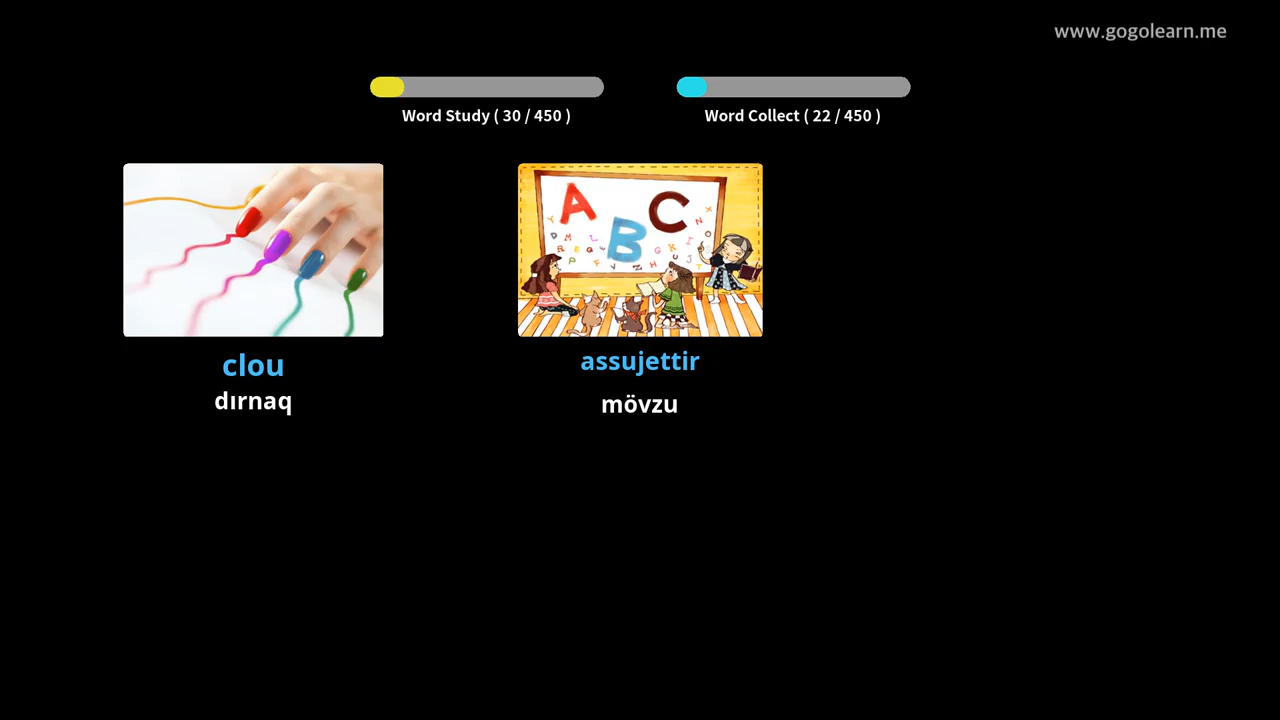 www.gogolearn.me
Word Study ( 30 / 450 )
Word Collect ( 22 / 450 )
A
B
C
clou
dırnaq
assujettir
mövzu